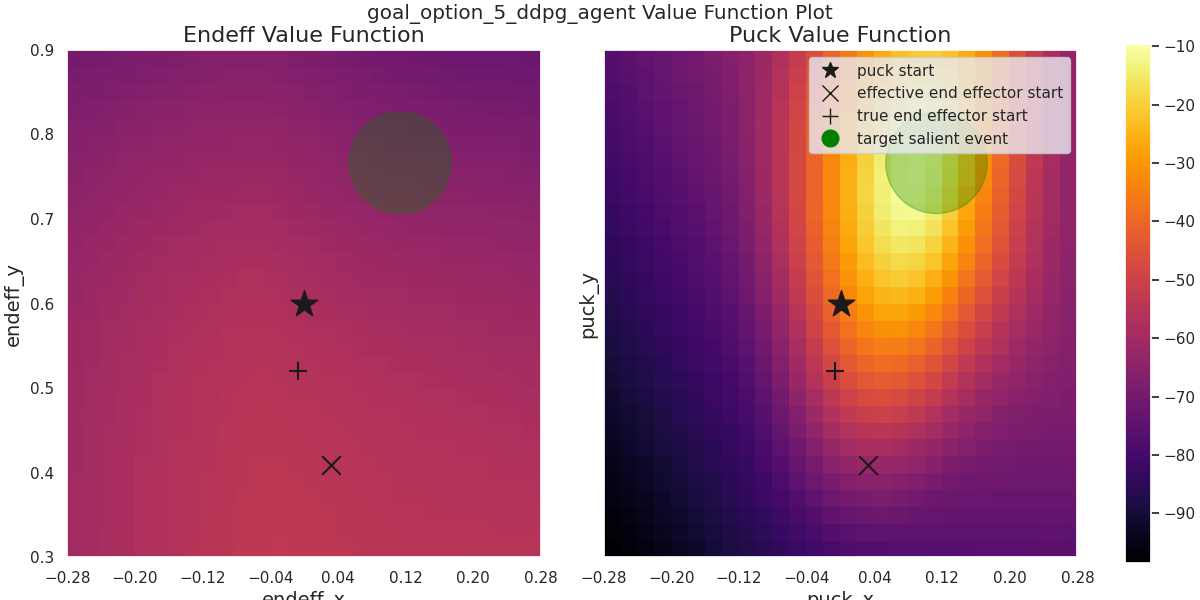 goal_option_5_ddpg_agent Value Function Plot
Endeff Value Function
endeff_y
0.9
0.8
0.7
0.6
0.5
0.4
0.3
−0.28 −0.20 −0.12 −0.04 0.04 0.12 0.20 0.28
endeff_x
Puck Value Function
puck start
effective end effector start
true end effector start
target salient event
puck_y
−0.28 −0.20 −0.12 −0.04 0.04 0.12 0.20 0.28
puck_x
−10
−20
−30
−40
−50
−60
−70
−80
−90